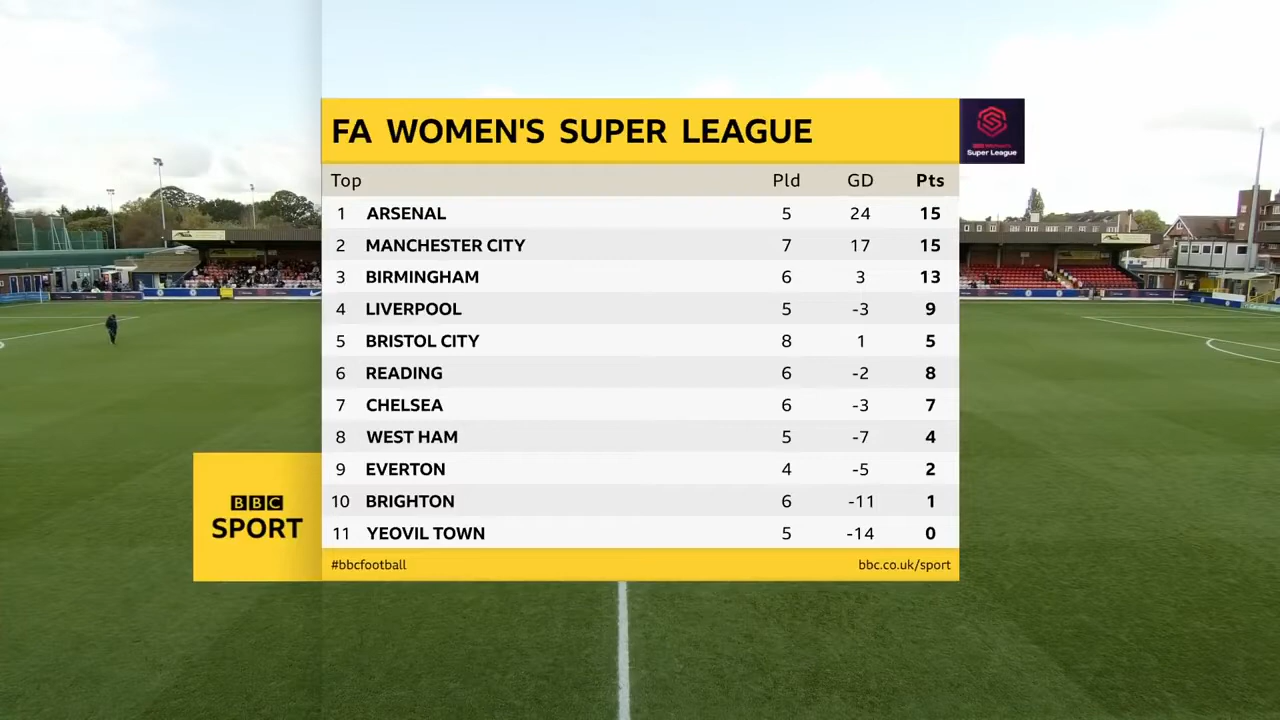 FA WOMEN'S SUPER LEAGUE
Super League
Top Pld GD Pts
1 ARSENAL 5 24 15
2 MANCHESTER CITY 7 17 15
3 BIRMINGHAM 6 3 13
4 LIVERPOOL 5 -3 9
5 BRISTOL CITY 8 1 5
6 READING 6 -2 8
7 CHELSEA 6 -3 7
8 WEST HAM 5 -7 4
9 EVERTON 4 -5 2
10 BRIGHTON 6 -11 1
11 YEOVIL TOWN 5 -14 0
BBC
SPORT
#bbcfootball bbc.co.uk/sport